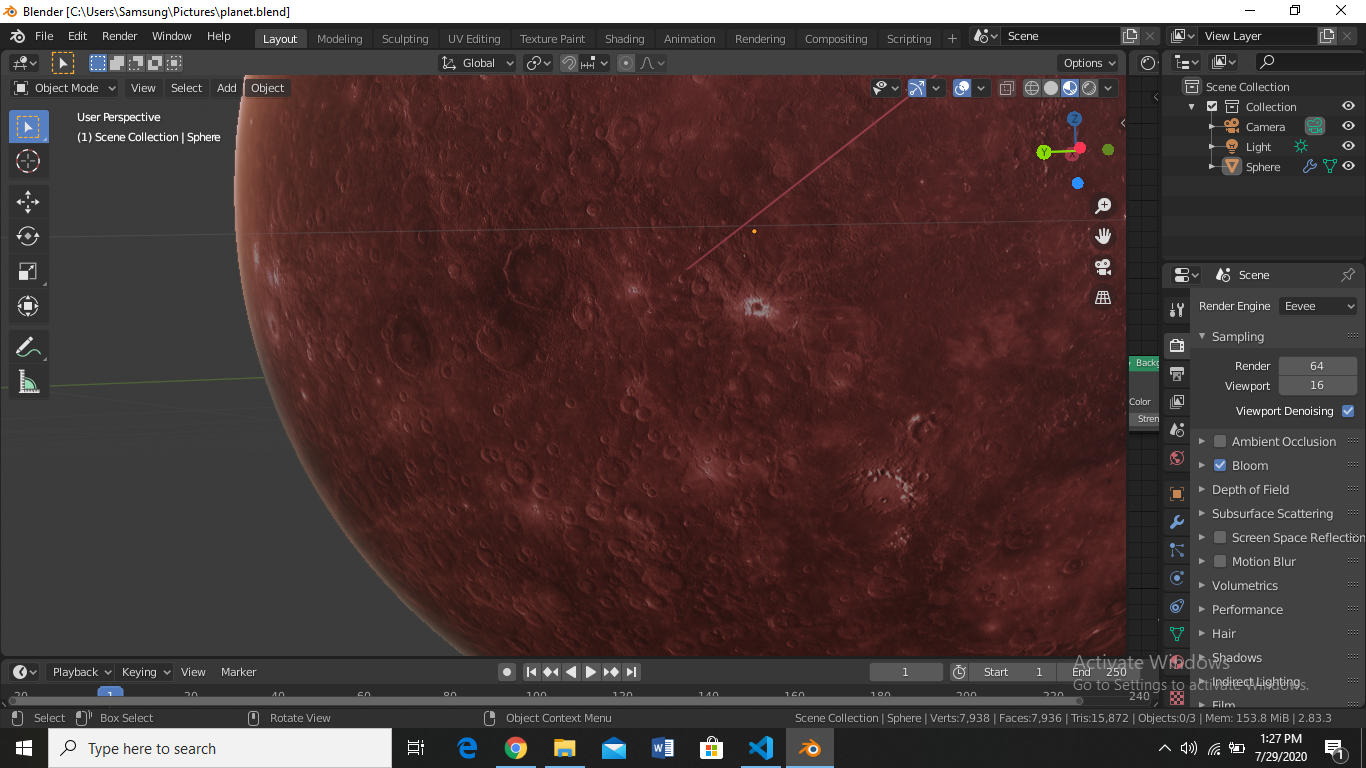 Blender [C:\Users\Samsung\Pictures\planet.blend]
File Edit Render Window Help Layout Modeling Sculpting UV Editing Texture Paint Shading Animation Rendering Compositing Scripting + Scene View Layer
Global Options
Object Mode View Select Add Object
User Perspective
(1) Scene Collection | Sphere
Z
Y
X
Scene Collection
Collection
Camera
Light
Sphere
Scene
Render Engine Eevee
Sampling
Render 64
Viewport 16
Viewport Denoising
Ambient Occlusion
Bloom
Depth of Field
Subsurface Scattering
Screen Space Reflection
Motion Blur
Volumetrics
Performance
Hair
Shadows
Indirect Lighting
Film
Backg
Color
Stren
Activate Windows
Go to Settings to activate Windows.
Playback Keying View Marker 1 Start 1 End 250
-20 1 20 40 60 80 100 120 140 160 180 200 220 240
Select Box Select Rotate View Object Context Menu Scene Collection | Sphere | Verts:7,938 | Faces:7,936 | Tris:15,872 | Objects:0/3 | Mem: 153.8 MiB | 2.83.3
Type here to search
1:27 PM
7/29/2020
1